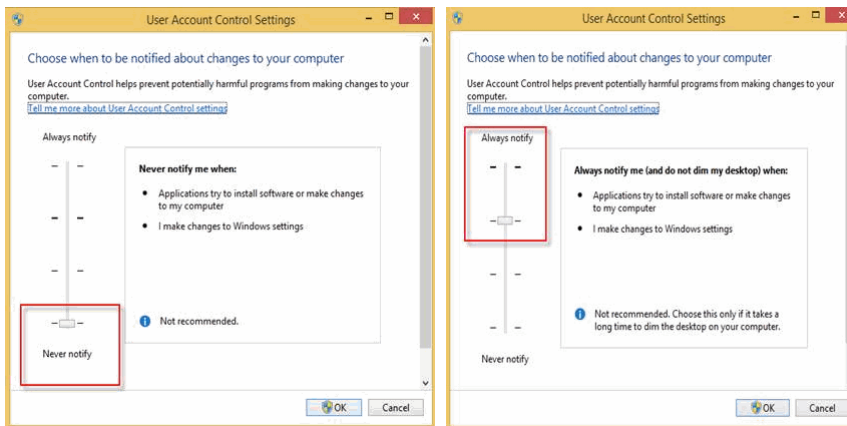 User Account Control Settings
Choose when to be notified about changes to your computer
User Account Control helps prevent potentially harmful programs from making changes to your
computer.
Tell me more about User Account Control settings
Always notify
Never notify me when:
Applications try to install software or make changes
to my computer
I make changes to Windows settings
Not recommended.
Never notify
OK
Cancel
User Account Control Settings
Choose when to be notified about changes to your computer
User Account Control helps prevent potentially harmful programs from making changes to your
computer.
Tell me more about User Account Control settings
Always notify
Always notify me (and do not dim my desktop) when:
Applications try to install software or make changes
to my computer
I make changes to Windows settings
Not recommended. Choose this only if it takes a
long time to dim the desktop on your computer.
Never notify
OK
Cancel